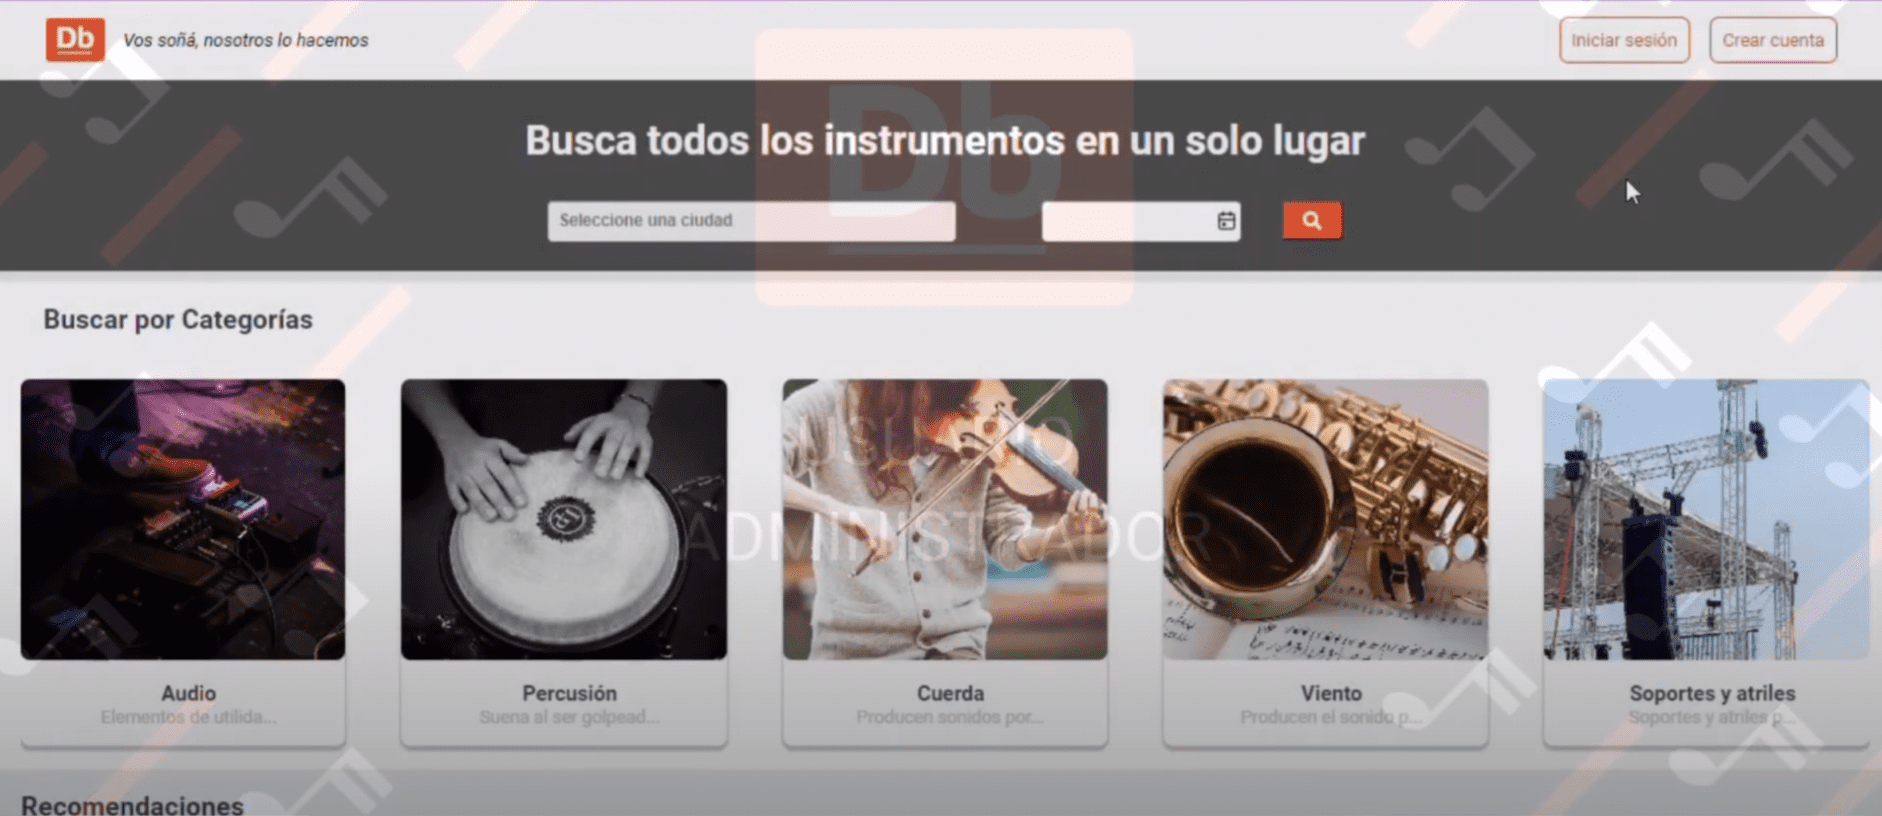 Db
Vos soñá, nosotros lo hacemos
Iniciar sesión
Crear cuenta
Db
Busca todos los instrumentos en un solo lugar
Seleccione una ciudad
Buscar por Categorías
USUARIO
ADMINISTRADOR
Audio
Elementos de utilida...
Percusión
Suena al ser golpead...
Cuerda
Producen sonidos por...
Viento
Producen el sonido p...
Soportes y atriles
Soportes y atriles p...
Recomendaciones